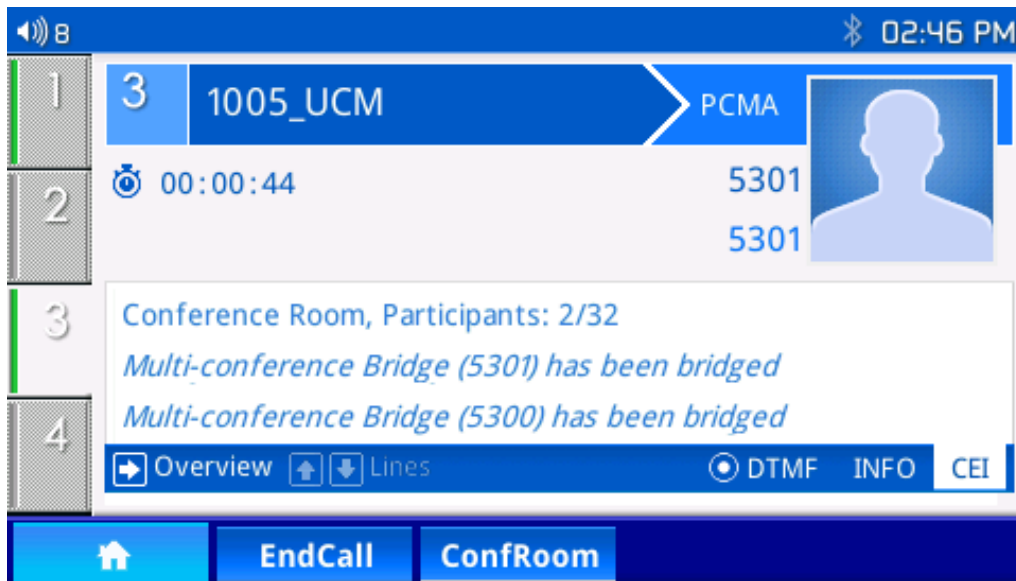 8 02:46 PM
1
3 1005_UCM PCMA
00:00:44 5301
2
5301
3
Conference Room, Participants: 2/32
Multi-conference Bridge (5301) has been bridged
Multi-conference Bridge (5300) has been bridged
4
Overview Lines DTMF INFO CEI
EndCall ConfRoom